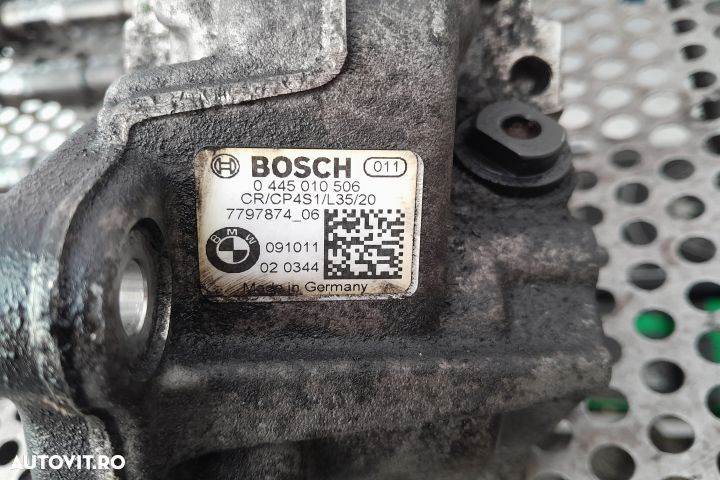 BOSCH 011
0 445 010 506
CR/CP4S1/L35/20
7797874_06
BMW
091011
02 0344
Made in Germany
AUTOVIT.RO